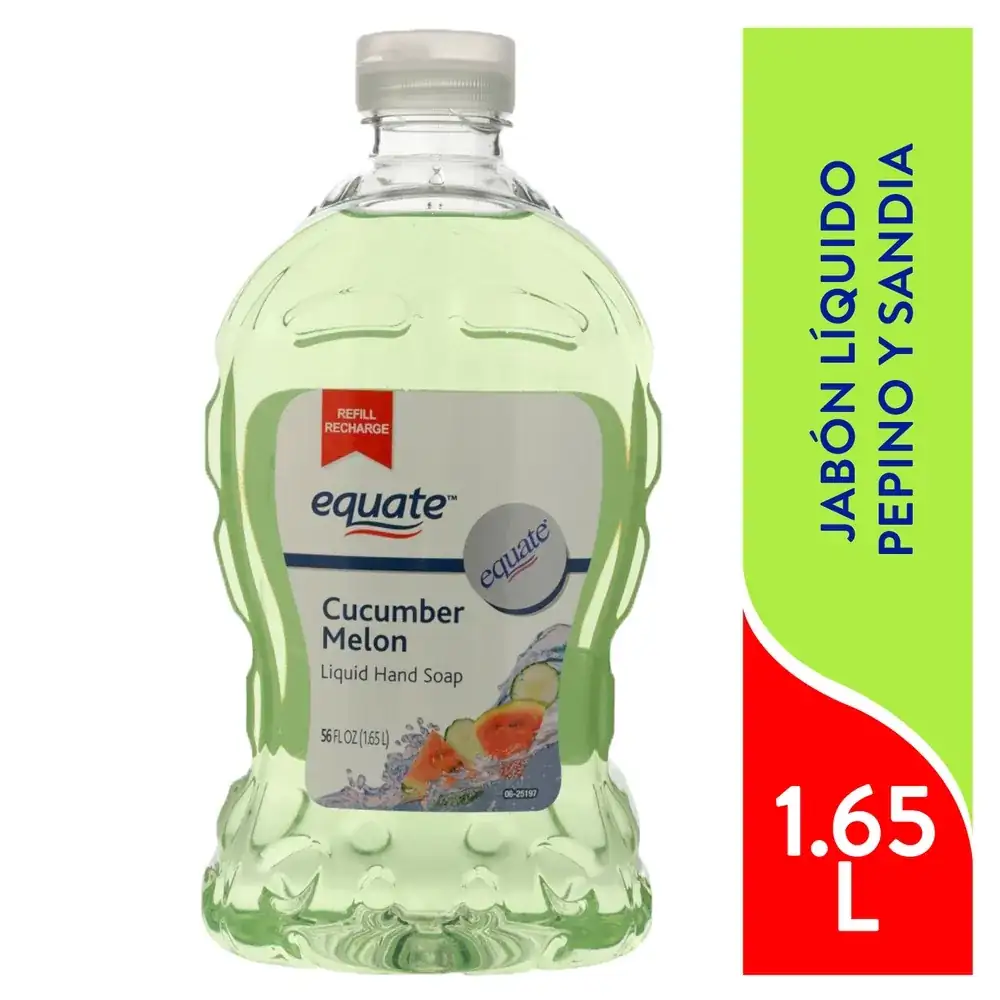 REFILL
RECHARGE
equate™
equate®
Cucumber
Melon
Liquid Hand Soap
56 FL OZ (1.65 L)
06-25197
JABÓN LÍQUIDO
PEPINO Y SANDIA
1.65
L